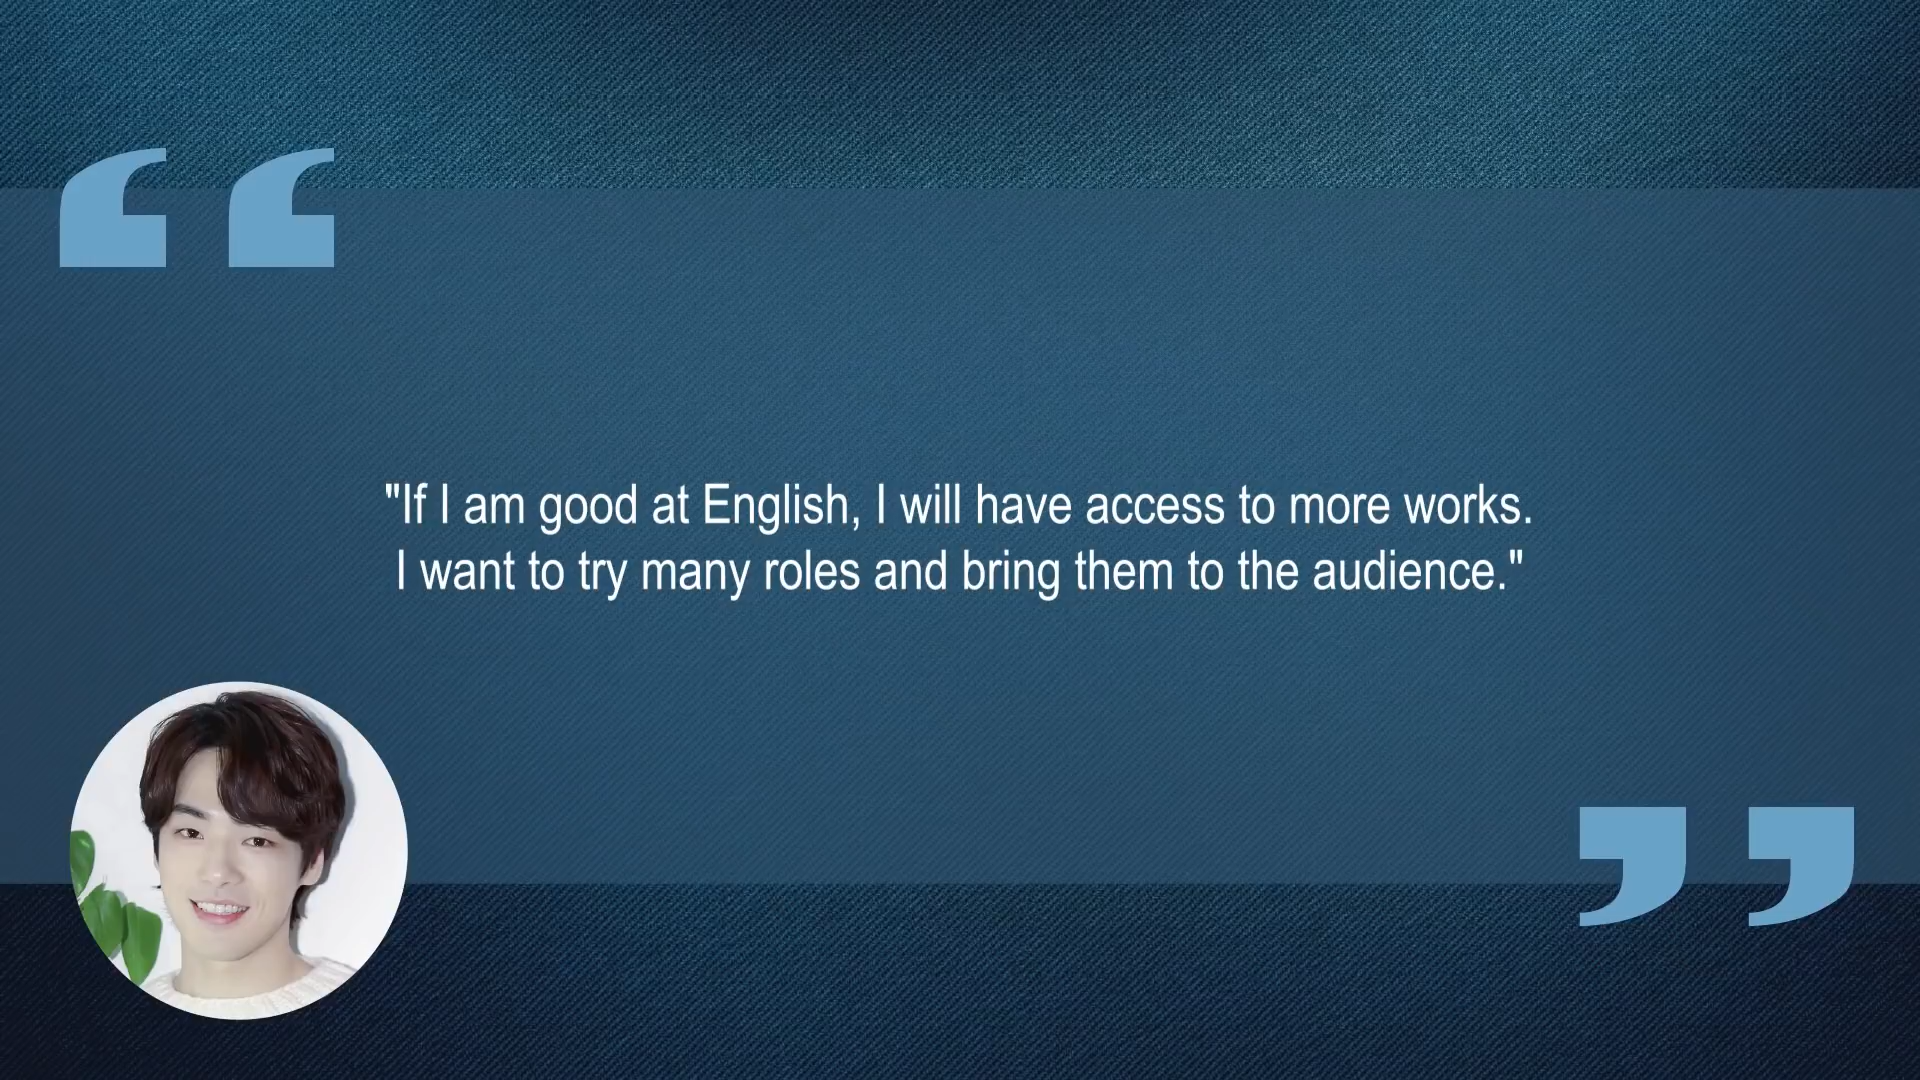 "If I am good at English, I will have access to more works.
I want to try many roles and bring them to the audience."